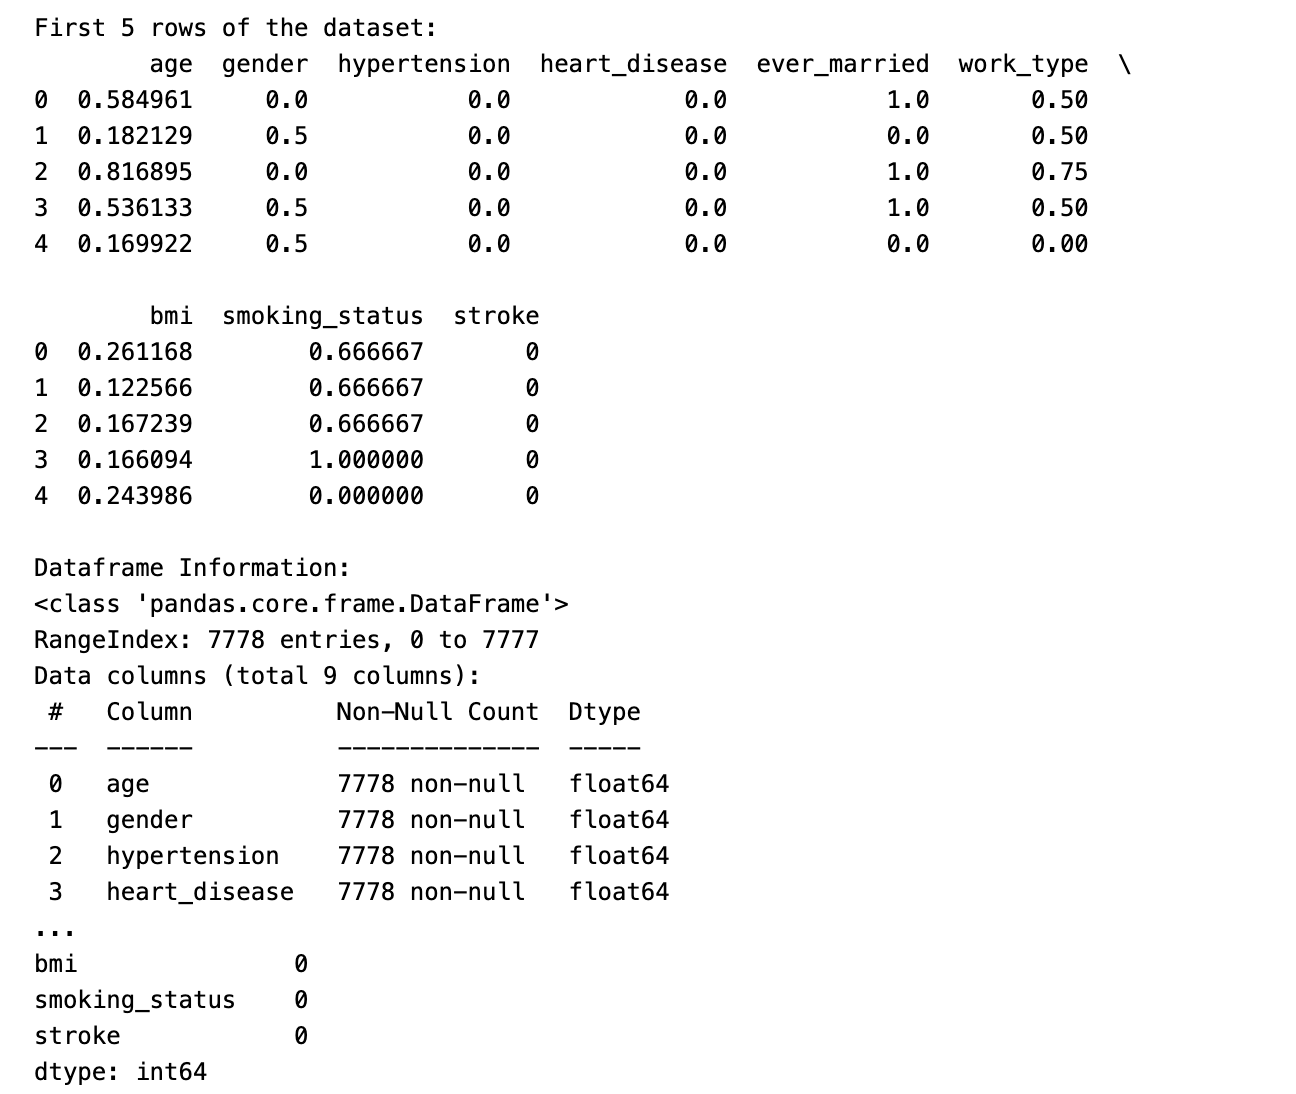 First 5 rows of the dataset:
        age  gender  hypertension  heart_disease  ever_married  work_type  \
0  0.584961     0.0           0.0            0.0           1.0       0.50
1  0.182129     0.5           0.0            0.0           0.0       0.50
2  0.816895     0.0           0.0            0.0           1.0       0.75
3  0.536133     0.5           0.0            0.0           1.0       0.50
4  0.169922     0.5           0.0            0.0           0.0       0.00

        bmi  smoking_status  stroke
0  0.261168        0.666667       0
1  0.122566        0.666667       0
2  0.167239        0.666667       0
3  0.166094        1.000000       0
4  0.243986        0.000000       0

Dataframe Information:
<class 'pandas.core.frame.DataFrame'>
RangeIndex: 7778 entries, 0 to 7777
Data columns (total 9 columns):
 #   Column          Non-Null Count  Dtype
---  ------          --------------  -----
 0   age             7778 non-null   float64
 1   gender          7778 non-null   float64
 2   hypertension    7778 non-null   float64
 3   heart_disease   7778 non-null   float64
...
bmi               0
smoking_status    0
stroke            0
dtype: int64